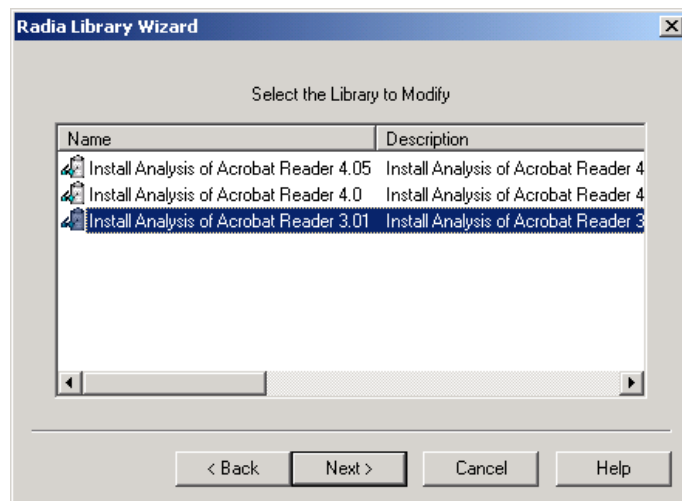 Radia Library Wizard
Select the Library to Modify
Name Description
Install Analysis of Acrobat Reader 4.05 Install Analysis of Acrobat Reader 4
Install Analysis of Acrobat Reader 4.0 Install Analysis of Acrobat Reader 4
Install Analysis of Acrobat Reader 3.01 Install Analysis of Acrobat Reader 3
< Back Next > Cancel Help